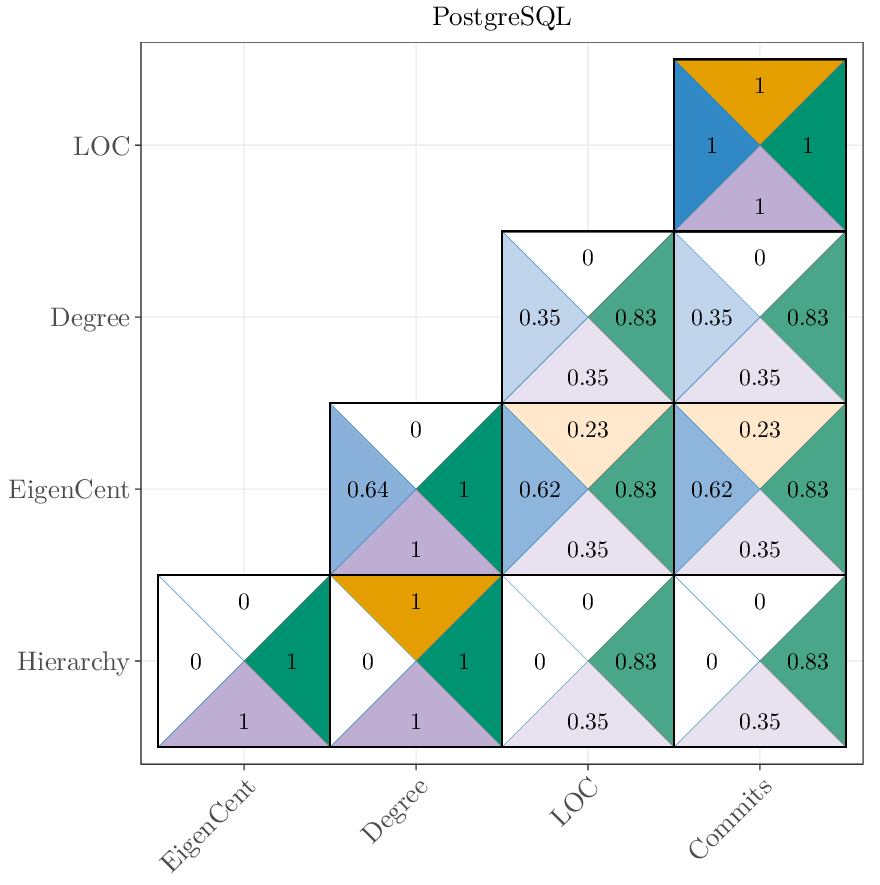 PostgreSQL
1
LOC 1 1
1
0 0
Degree 0.35 0.83 0.35 0.83
0.35 0.35
0 0.23 0.23
EigenCent 0.64 1 0.62 0.83 0.62 0.83
1 0.35 0.35
0 1 0 0
Hierarchy 0 1 0 1 0 0.83 0 0.83
1 1 0.35 0.35
EigenCent Degree LOC Commits